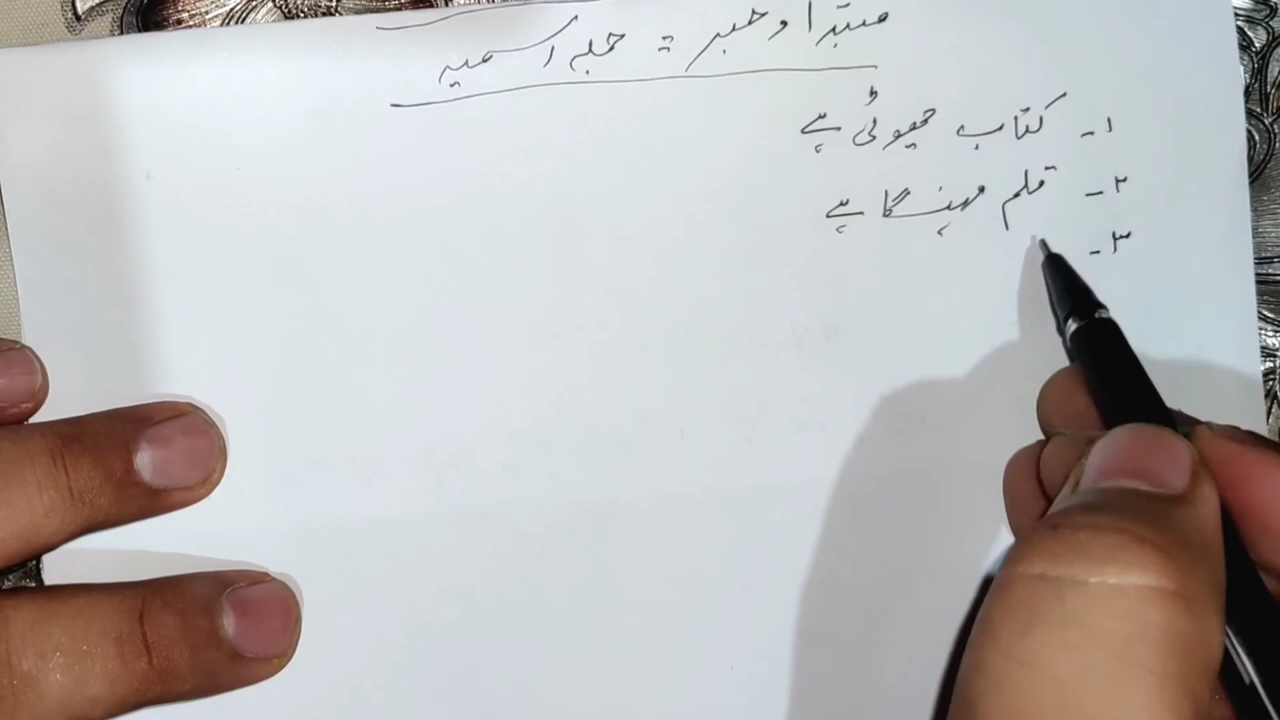 مبتدا و خبر : جملہ اسمیہ
۱- کتاب چھوٹی ہے
۲- قلم مہنگا ہے
۳-